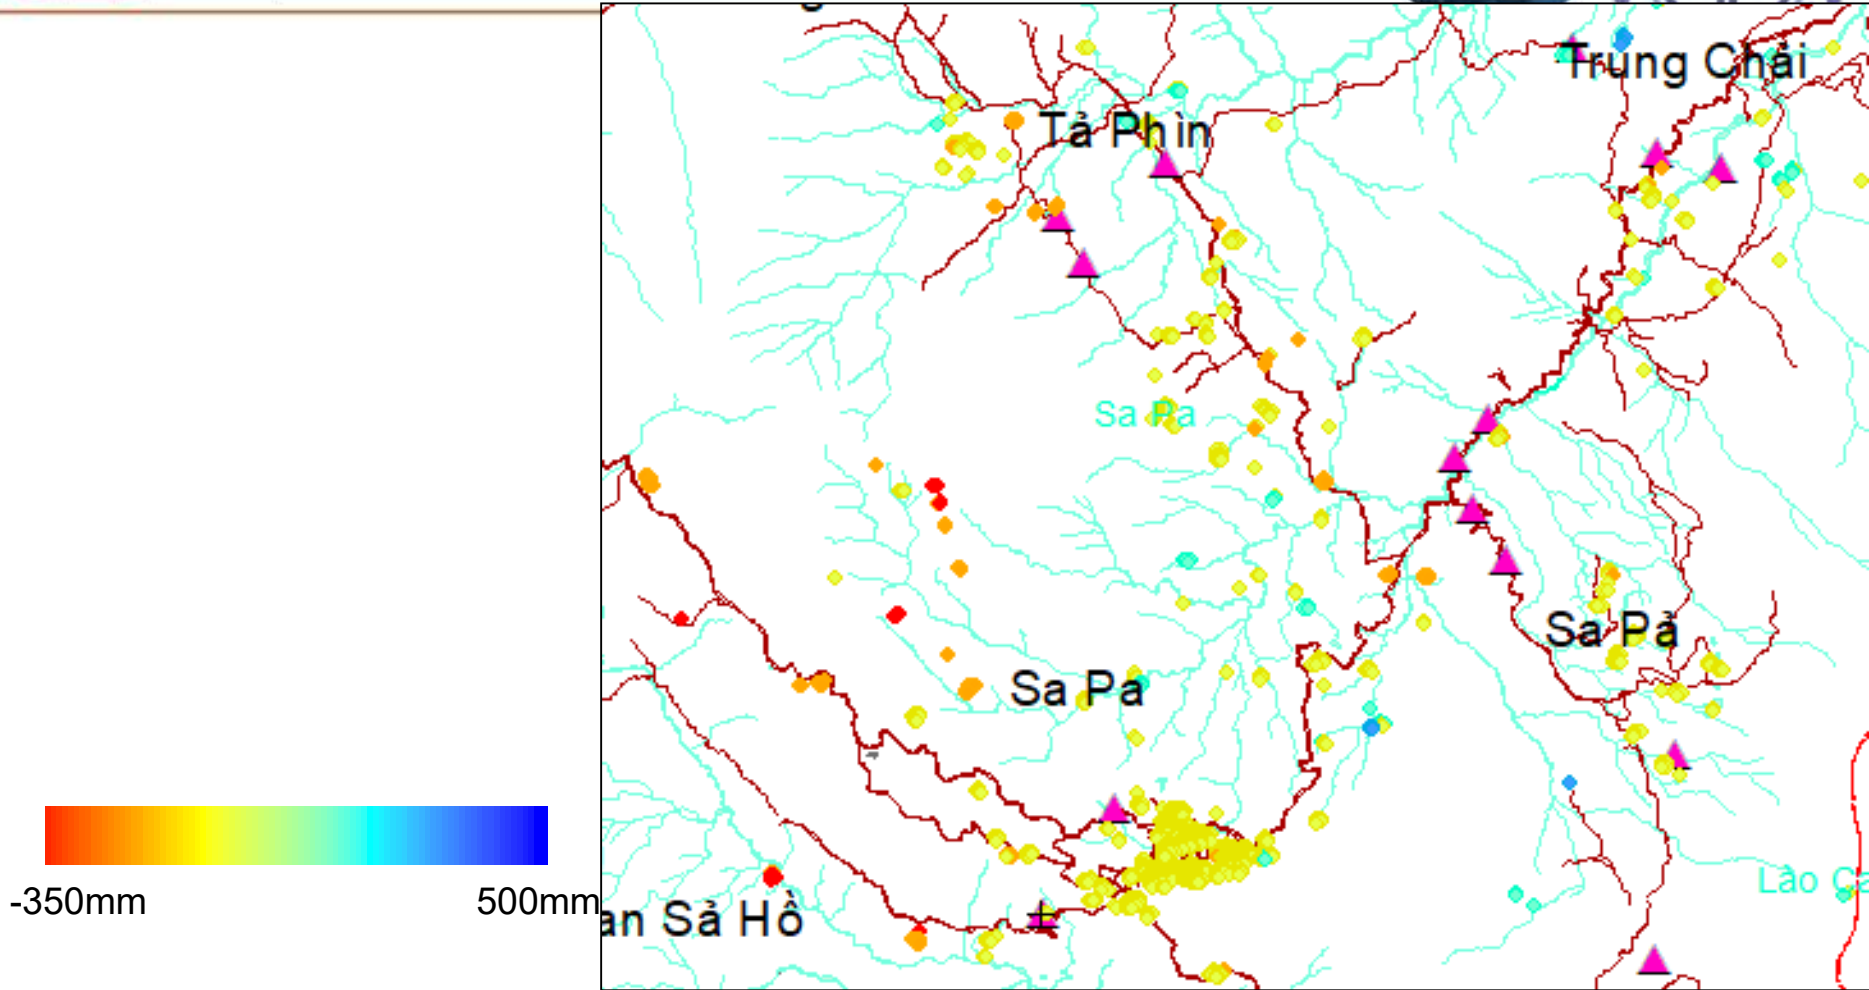 Trung Chải
Tả Phìn
Sa Pa
Sa Pả
Sa Pa
-350mm
500mm
an Sả Hồ
Lào Ca